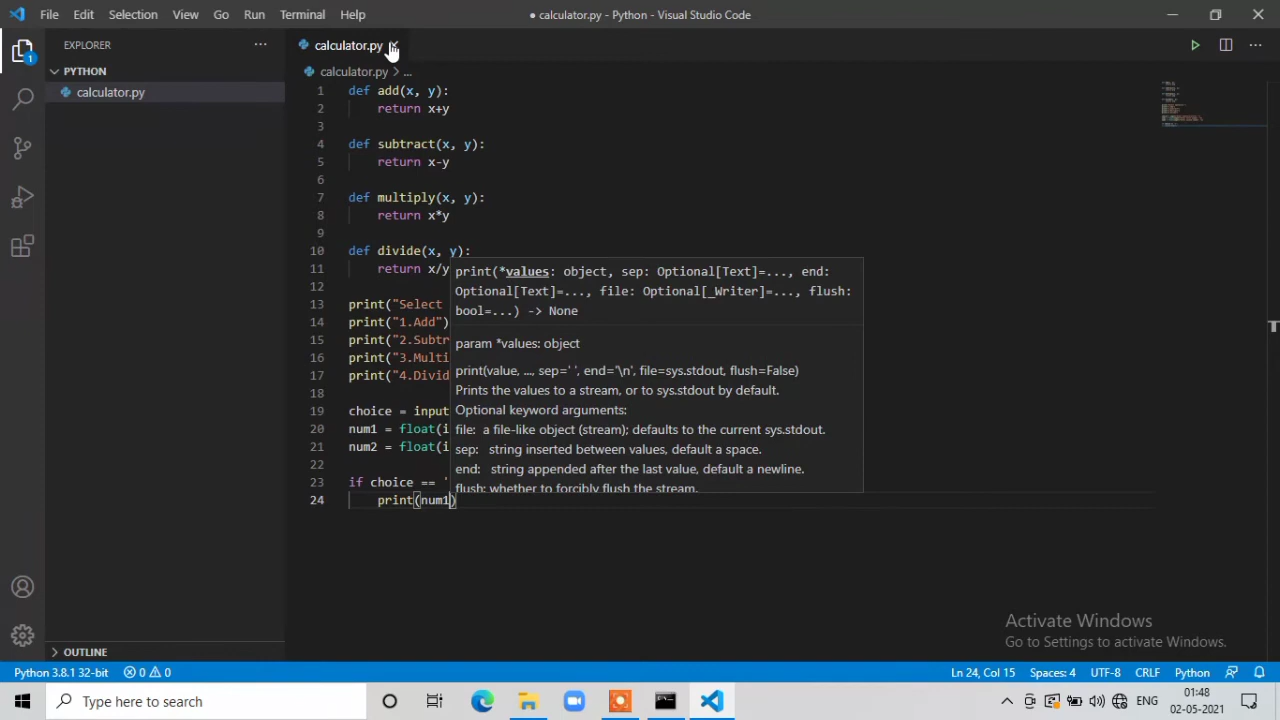 File Edit Selection View Go Run Terminal Help
● calculator.py - Python - Visual Studio Code
EXPLORER
1
PYTHON
calculator.py
OUTLINE
calculator.py
calculator.py > ...
1 def add(x, y):
2 return x+y
3
4 def subtract(x, y):
5 return x-y
6
7 def multiply(x, y):
8 return x*y
9
10 def divide(x, y):
11 return x/y
12
13 print("Select
14 print("1.Add")
15 print("2.Subtr
16 print("3.Multi
17 print("4.Divid
18
19 choice = input
20 num1 = float(i
21 num2 = float(i
22
23 if choice == '
24 print(num1)
print(*values: object, sep: Optional[Text]=..., end:
Optional[Text]=..., file: Optional[_Writer]=..., flush:
bool=...) -> None
param *values: object
print(value, ..., sep=' ', end='\n', file=sys.stdout, flush=False)
Prints the values to a stream, or to sys.stdout by default.
Optional keyword arguments:
file: a file-like object (stream); defaults to the current sys.stdout.
sep: string inserted between values, default a space.
end: string appended after the last value, default a newline.
flush: whether to forcibly flush the stream.
Activate Windows
Go to Settings to activate Windows.
Python 3.8.1 32-bit 0 0
Ln 24, Col 15 Spaces: 4 UTF-8 CRLF Python
Type here to search
ENG
01:48
02-05-2021